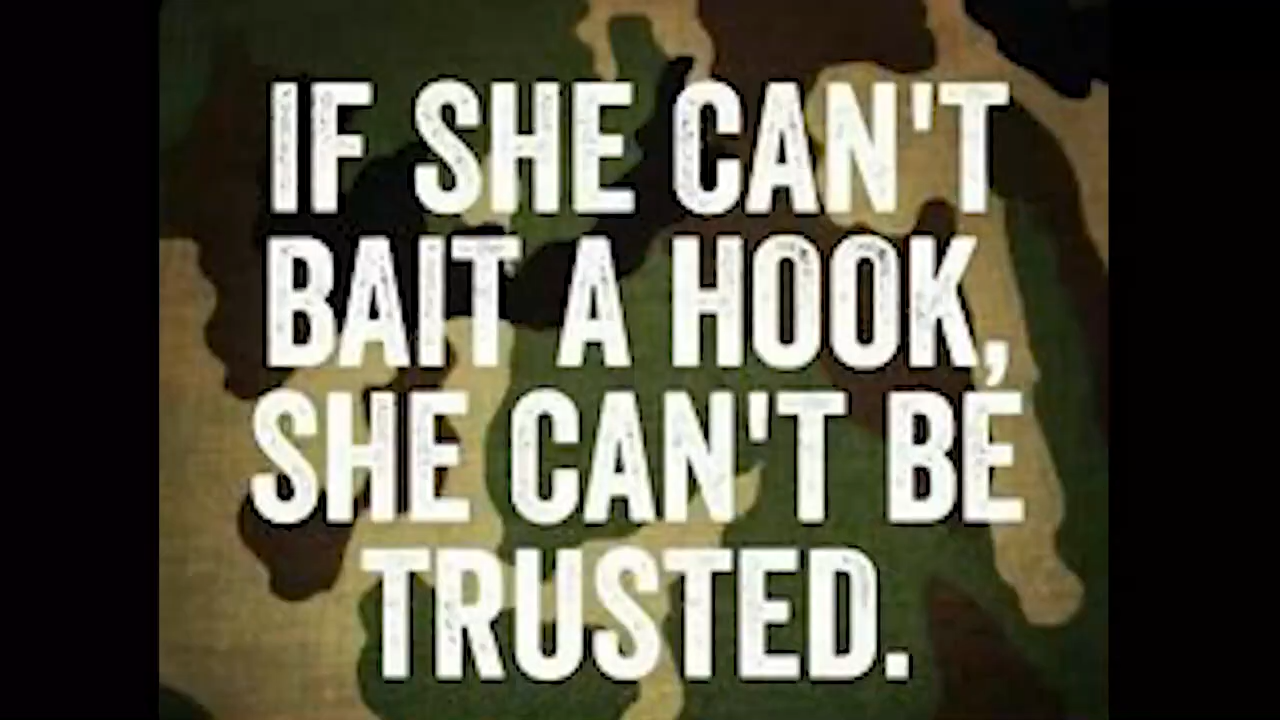 IF SHE CAN'T
BAIT A HOOK,
SHE CAN'T BE
TRUSTED.